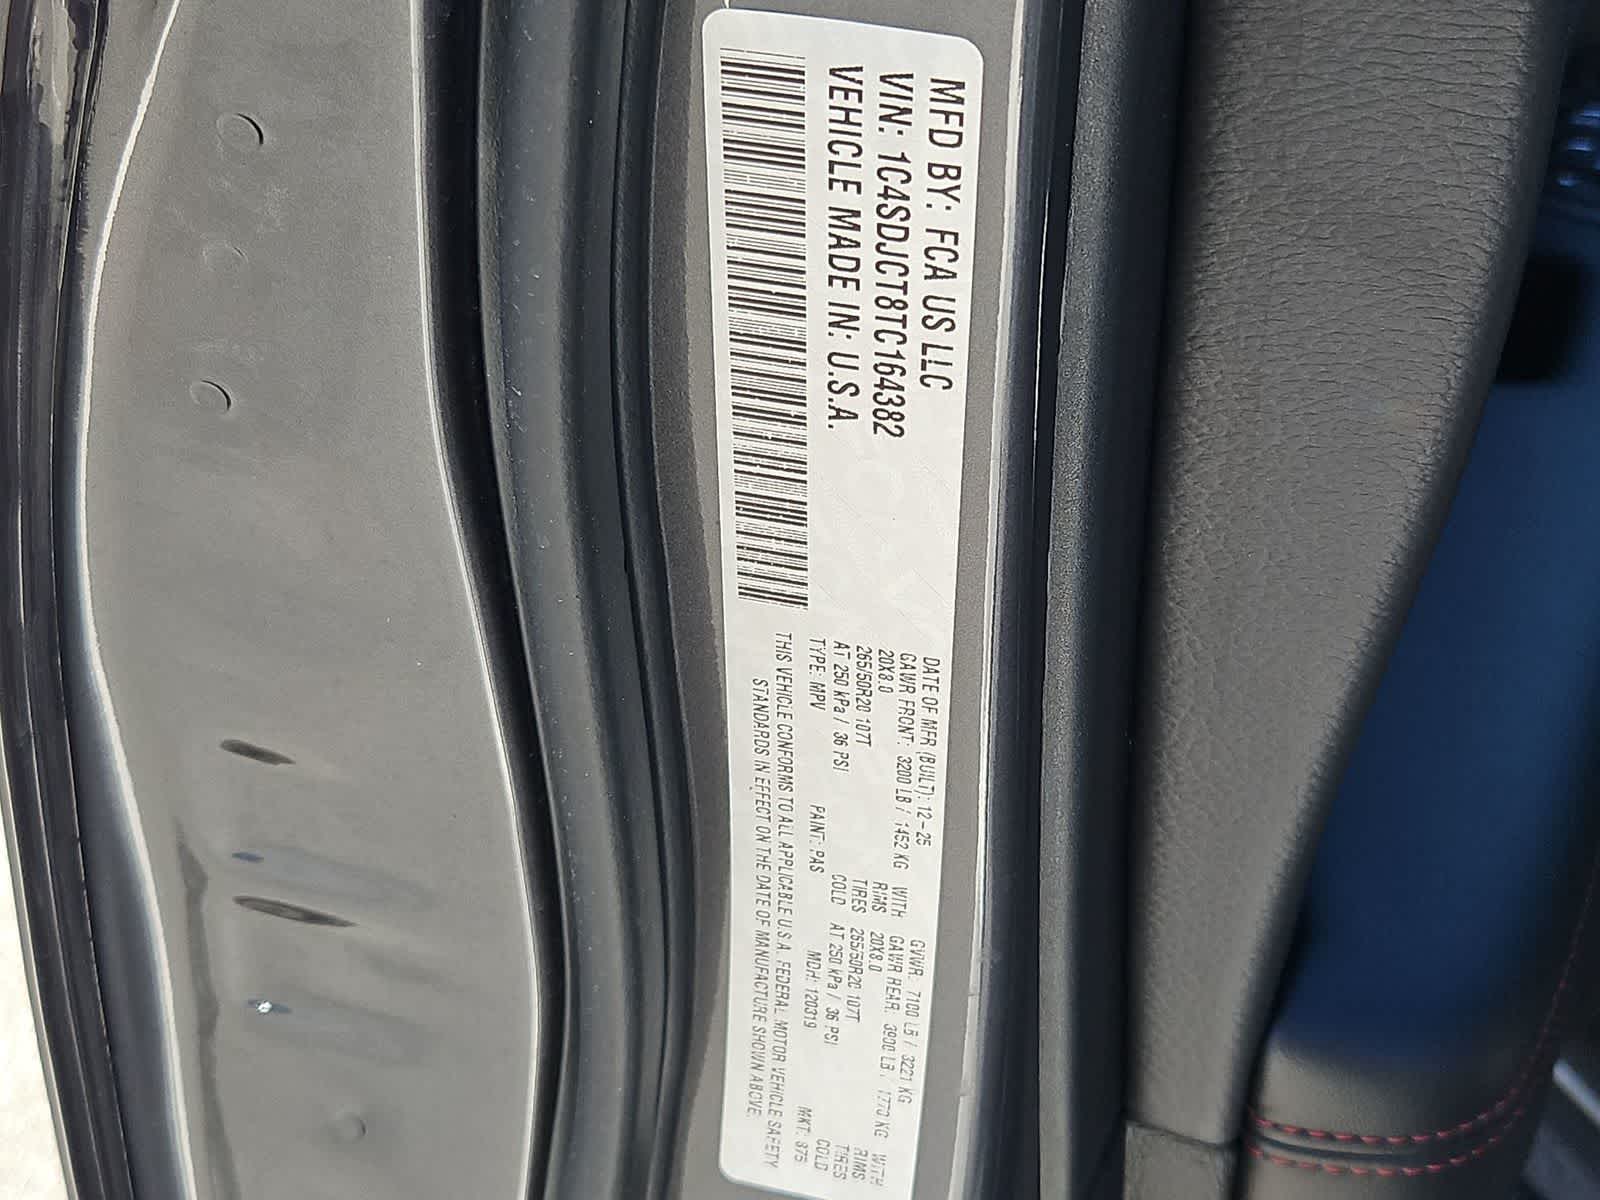 MFD BY: FCA US LLC
VIN: 1C4SDJCT8TC164382
VEHICLE MADE IN: U.S.A.
DATE OF MFR (BUILT): 12-25 GVWR: 7100 LB / 3221 KG
GAWR FRONT: 3200 LB / 1452 KG WITH GAWR REAR: 3900 LB / 1770 KG WITH
20X8.0 RIMS 20X8.0 RIMS
265/50R20 107T TIRES 265/50R20 107T TIRES
AT 250 kPa / 36 PSI COLD AT 250 kPa / 36 PSI COLD
TYPE: MPV PAINT: PAS MDH: 120319 MKT: 875
THIS VEHICLE CONFORMS TO ALL APPLICABLE U.S.A. FEDERAL MOTOR VEHICLE SAFETY
STANDARDS IN EFFECT ON THE DATE OF MANUFACTURE SHOWN ABOVE.